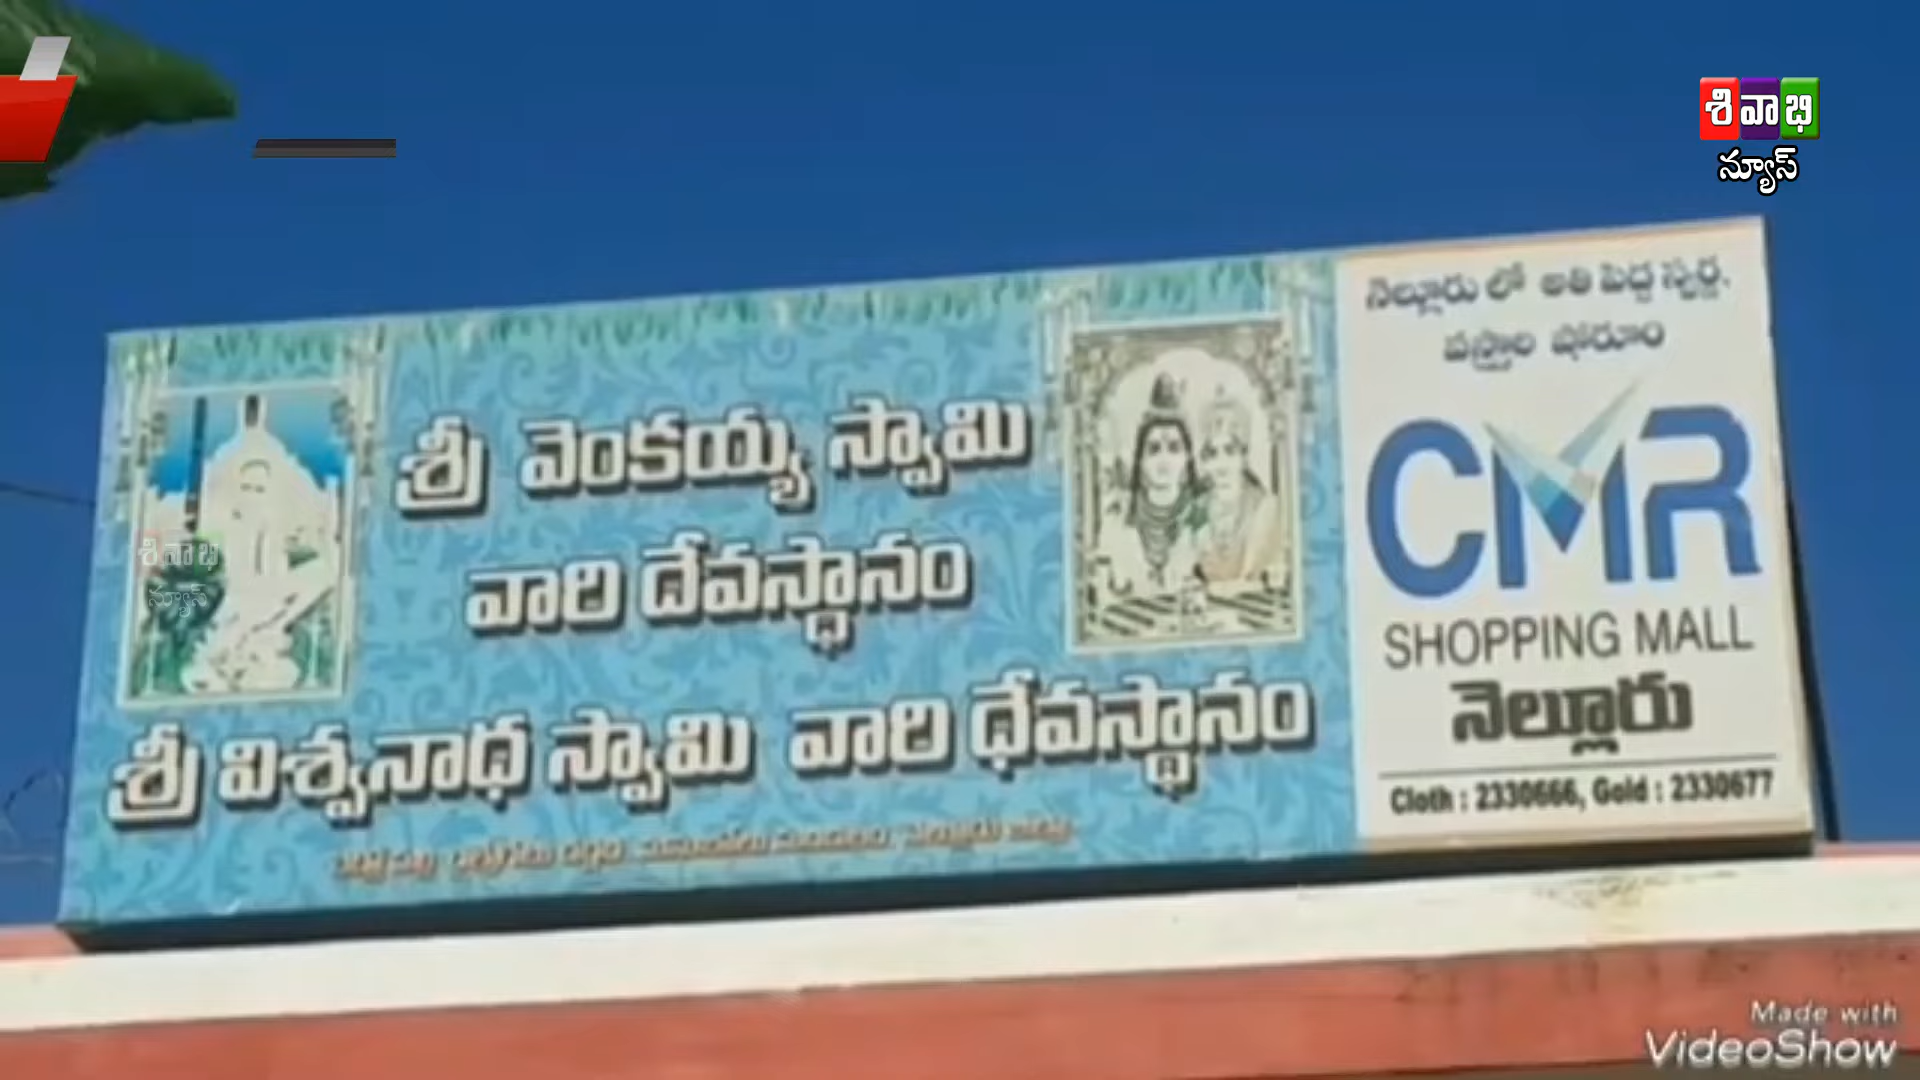 శివాభి
న్యూస్
నెల్లూరు లో అతి పెద్ద స్వర్ణ,
వస్త్రాల షోరూం
శ్రీ వెంకయ్య స్వామి
వారి దేవస్థానం
శ్రీ విశ్వనాధ స్వామి వారి ధేవస్థానం
CMR
SHOPPING MALL
నెల్లూరు
Cloth : 2330666, Gold : 2330677
శివాభి
న్యూస్
Made with
VideoShow